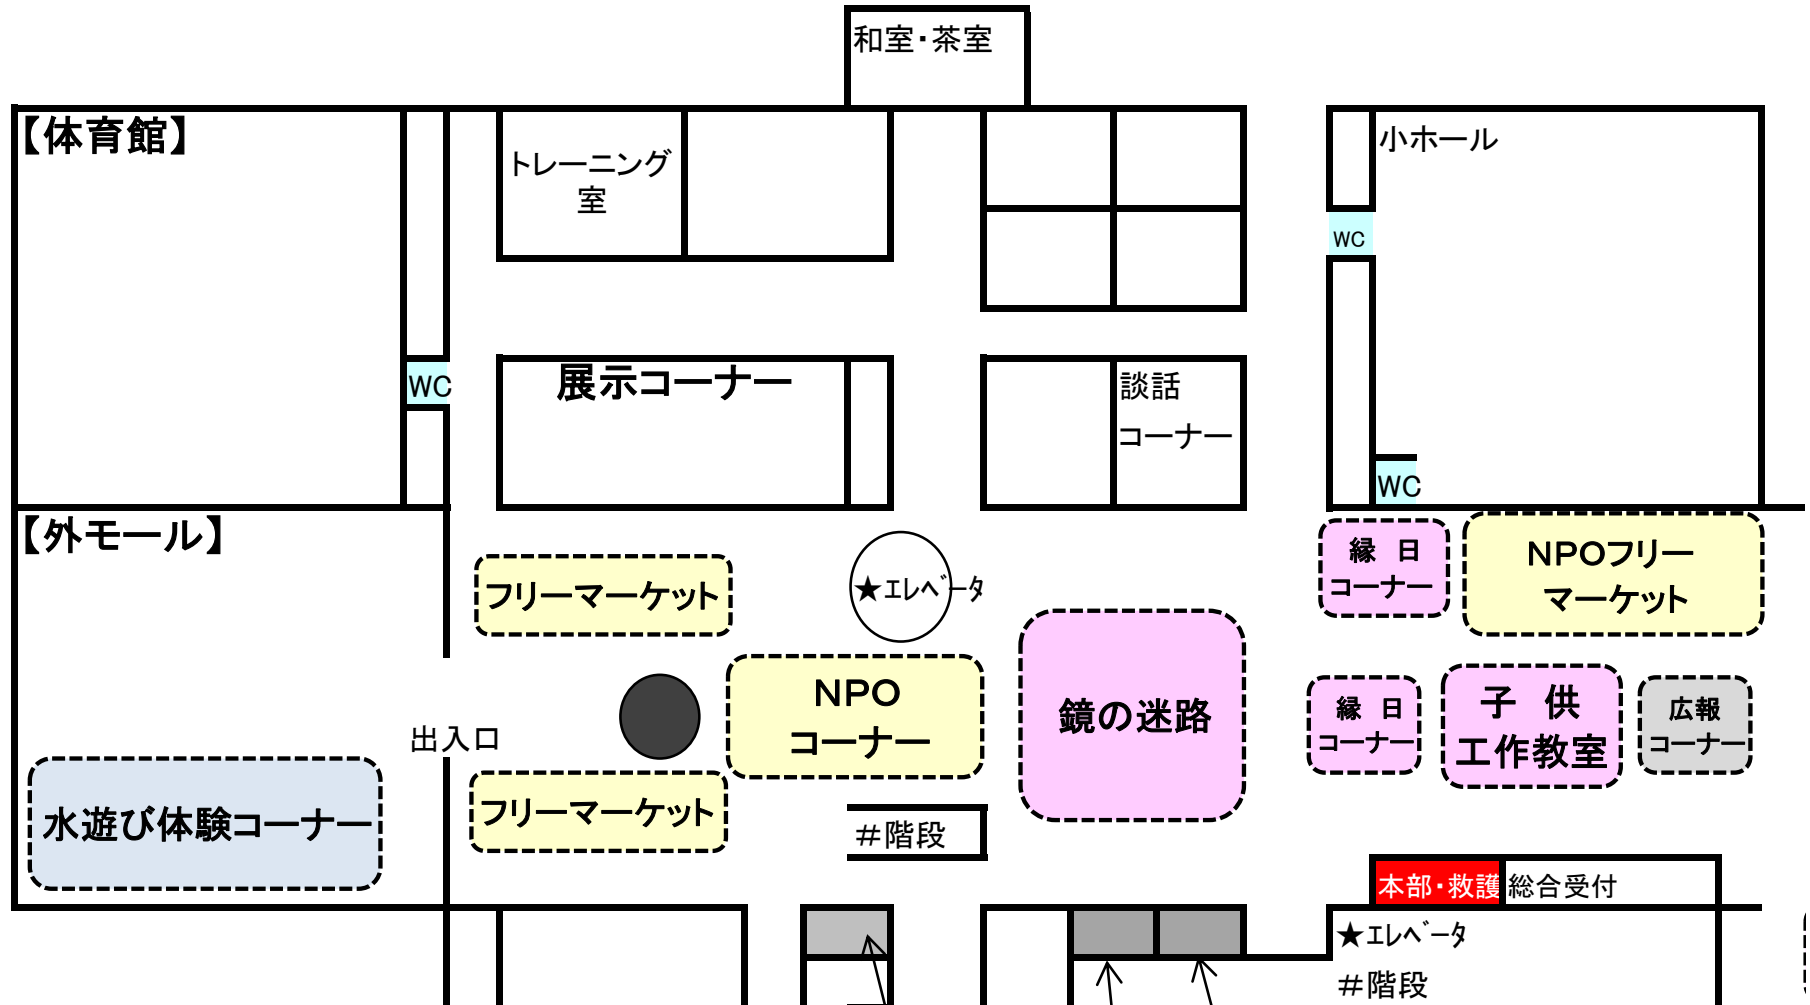 和室・茶室
【体育館】
トレーニング
室
小ホール
WC
WC
展示コーナー
談話
コーナー
WC
【外モール】
フリーマーケット
★エレベータ
縁　日
コーナー
NPOフリー
マーケット
NPO
コーナー
鏡の迷路
縁　日
コーナー
子　供
工作教室
広報
コーナー
出入口
水遊び体験コーナー
フリーマーケット
＃階段
本部・救護
総合受付
★エレベータ
＃階段